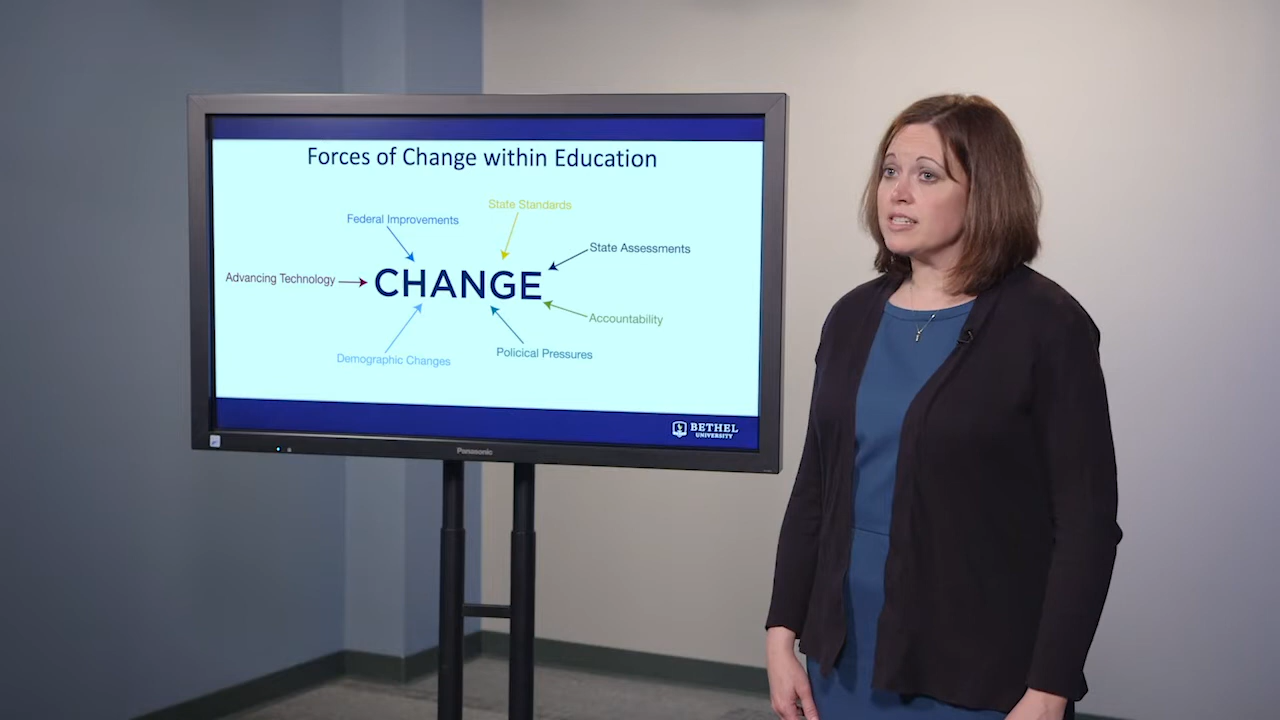 Forces of Change within Education
State Standards
Federal Improvements
State Assessments
Advancing Technology
CHANGE
Accountability
Policical Pressures
Demographic Changes
BETHEL
UNIVERSITY
Panasonic